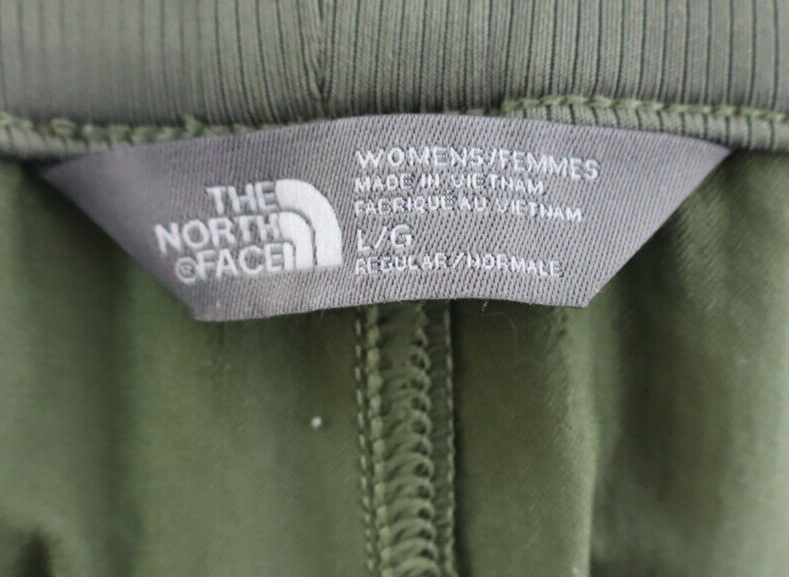 THE
NORTH
®FACE
WOMENS/FEMMES
MADE IN VIETNAM
FABRIQUE AU VIETNAM
L/G
REGULAR/NORMALE